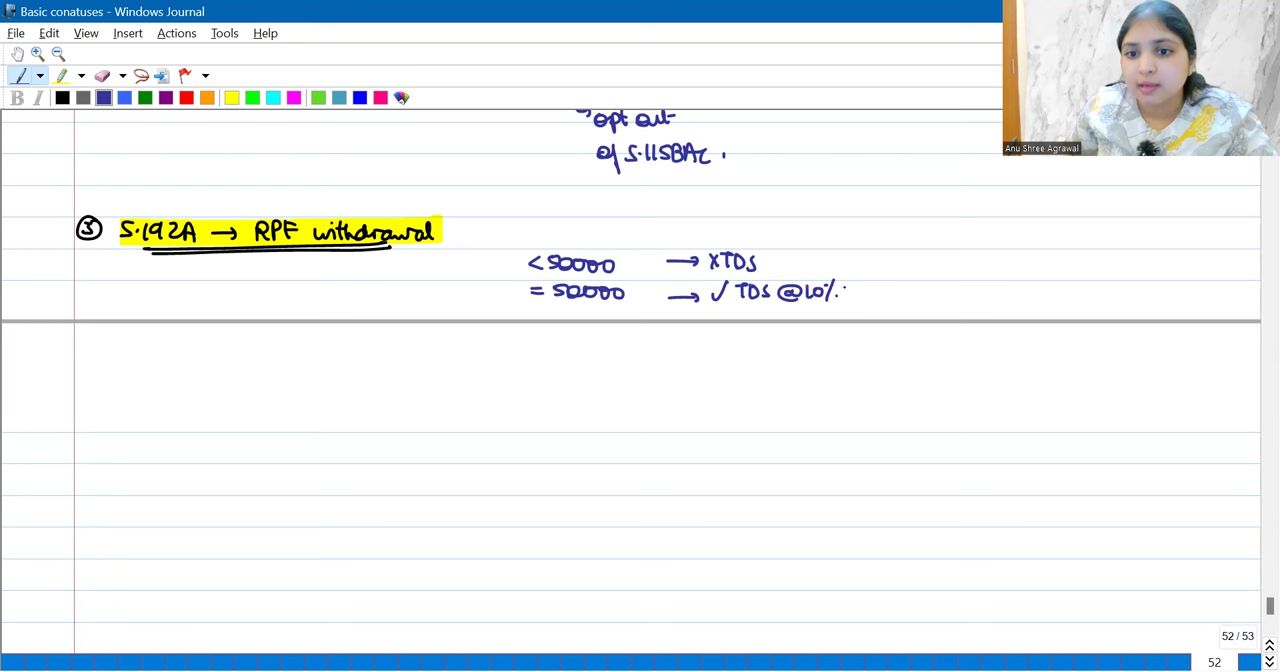 Basic conatuses - Windows Journal
File Edit View Insert Actions Tools Help
B I
Anu Shree Agrawal
opt out
of S.115BAC.
③ S.192A → RPF withdrawal
< 50000 → X TDS
= 50000 → ✓ TDS @ 10%.
52 / 53
52